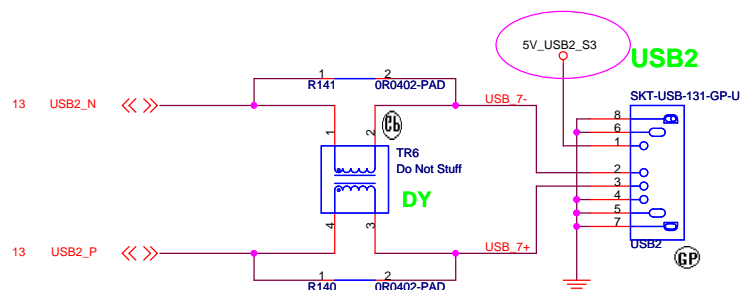 5V_USB2_S3
USB2
1 2
R141 0R0402-PAD
SKT-USB-131-GP-U
13 USB2_N
USB_7-
8
6
1
1 2
TR6
Do Not Stuff
DY
2
3
4
5
7
4 3
13 USB2_P
USB_7+
USB2
GP
1 2
R140 0R0402-PAD